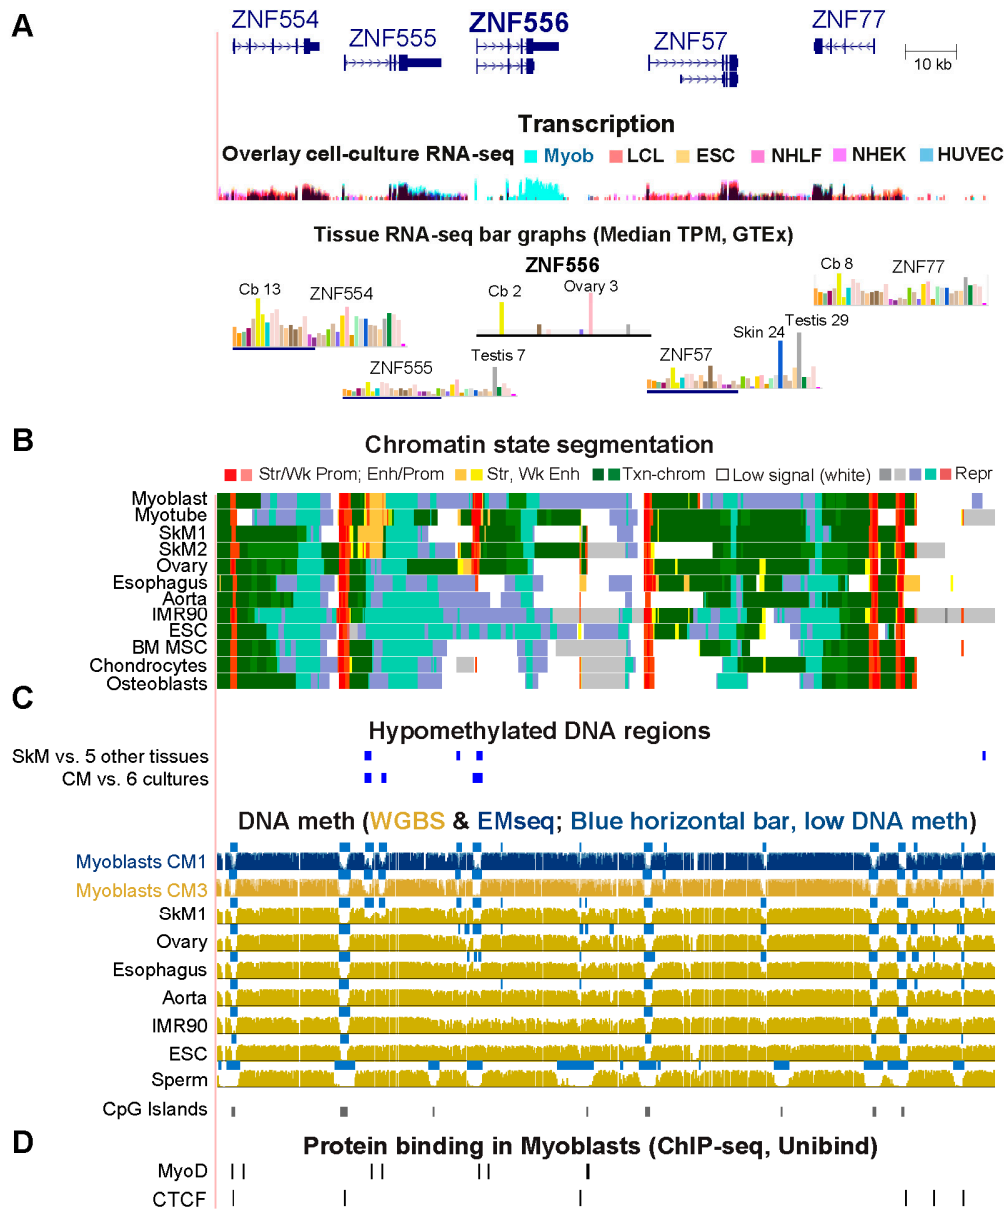 A
ZNF554
ZNF555
ZNF556
ZNF57
ZNF77
10 kb
Transcription
Overlay cell-culture RNA-seq Myob LCL ESC NHLF NHEK HUVEC
Tissue RNA-seq bar graphs (Median TPM, GTEx)
ZNF556
Cb 13
ZNF554
Cb 2
Ovary 3
Cb 8
ZNF77
ZNF555
Testis 7
ZNF57
Skin 24
Testis 29
B
Chromatin state segmentation
Str/Wk Prom; Enh/Prom Str, Wk Enh Txn-chrom Low signal (white) Repr
Myoblast
Myotube
SkM1
SkM2
Ovary
Esophagus
Aorta
IMR90
ESC
BM MSC
Chondrocytes
Osteoblasts
C
Hypomethylated DNA regions
SkM vs. 5 other tissues
CM vs. 6 cultures
DNA meth (WGBS & EMseq; Blue horizontal bar, low DNA meth)
Myoblasts CM1
Myoblasts CM3
SkM1
Ovary
Esophagus
Aorta
IMR90
ESC
Sperm
CpG Islands
D
Protein binding in Myoblasts (ChIP-seq, Unibind)
MyoD
CTCF